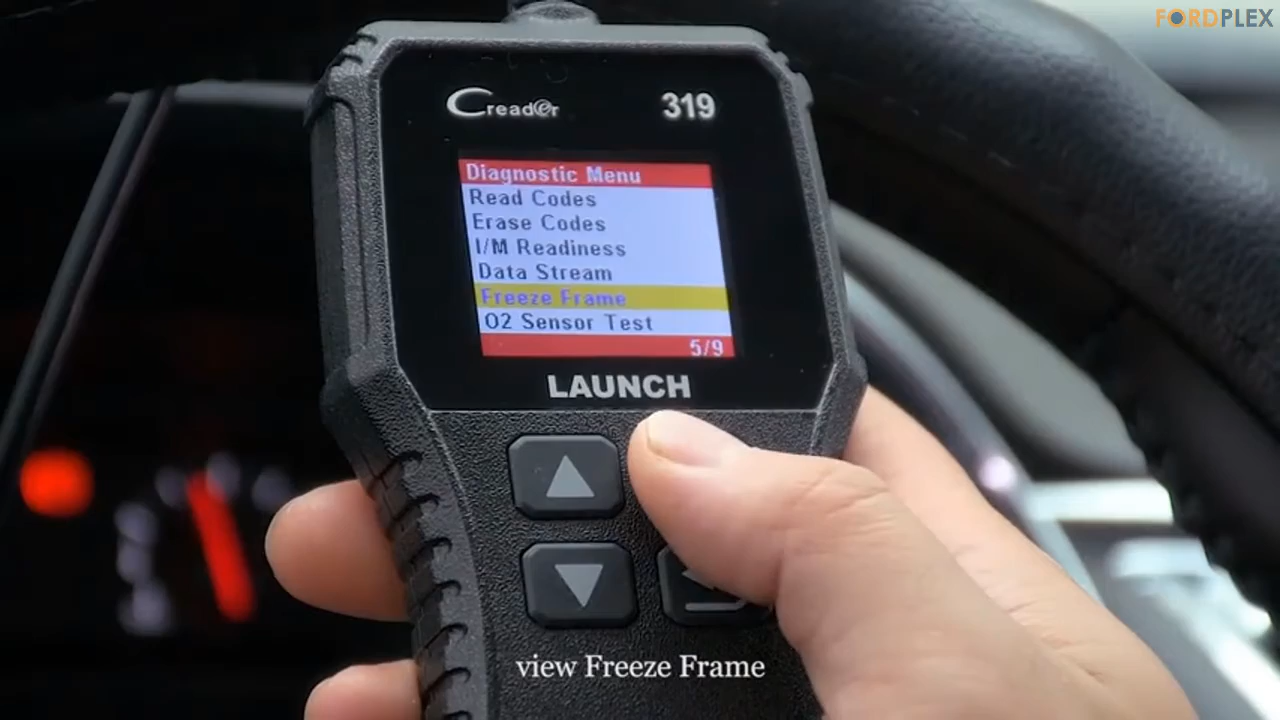 FORDPLEX
Creader 319
Diagnostic Menu
Read Codes
Erase Codes
I/M Readiness
Data Stream
Freeze Frame
O2 Sensor Test
5/9
LAUNCH
view Freeze Frame